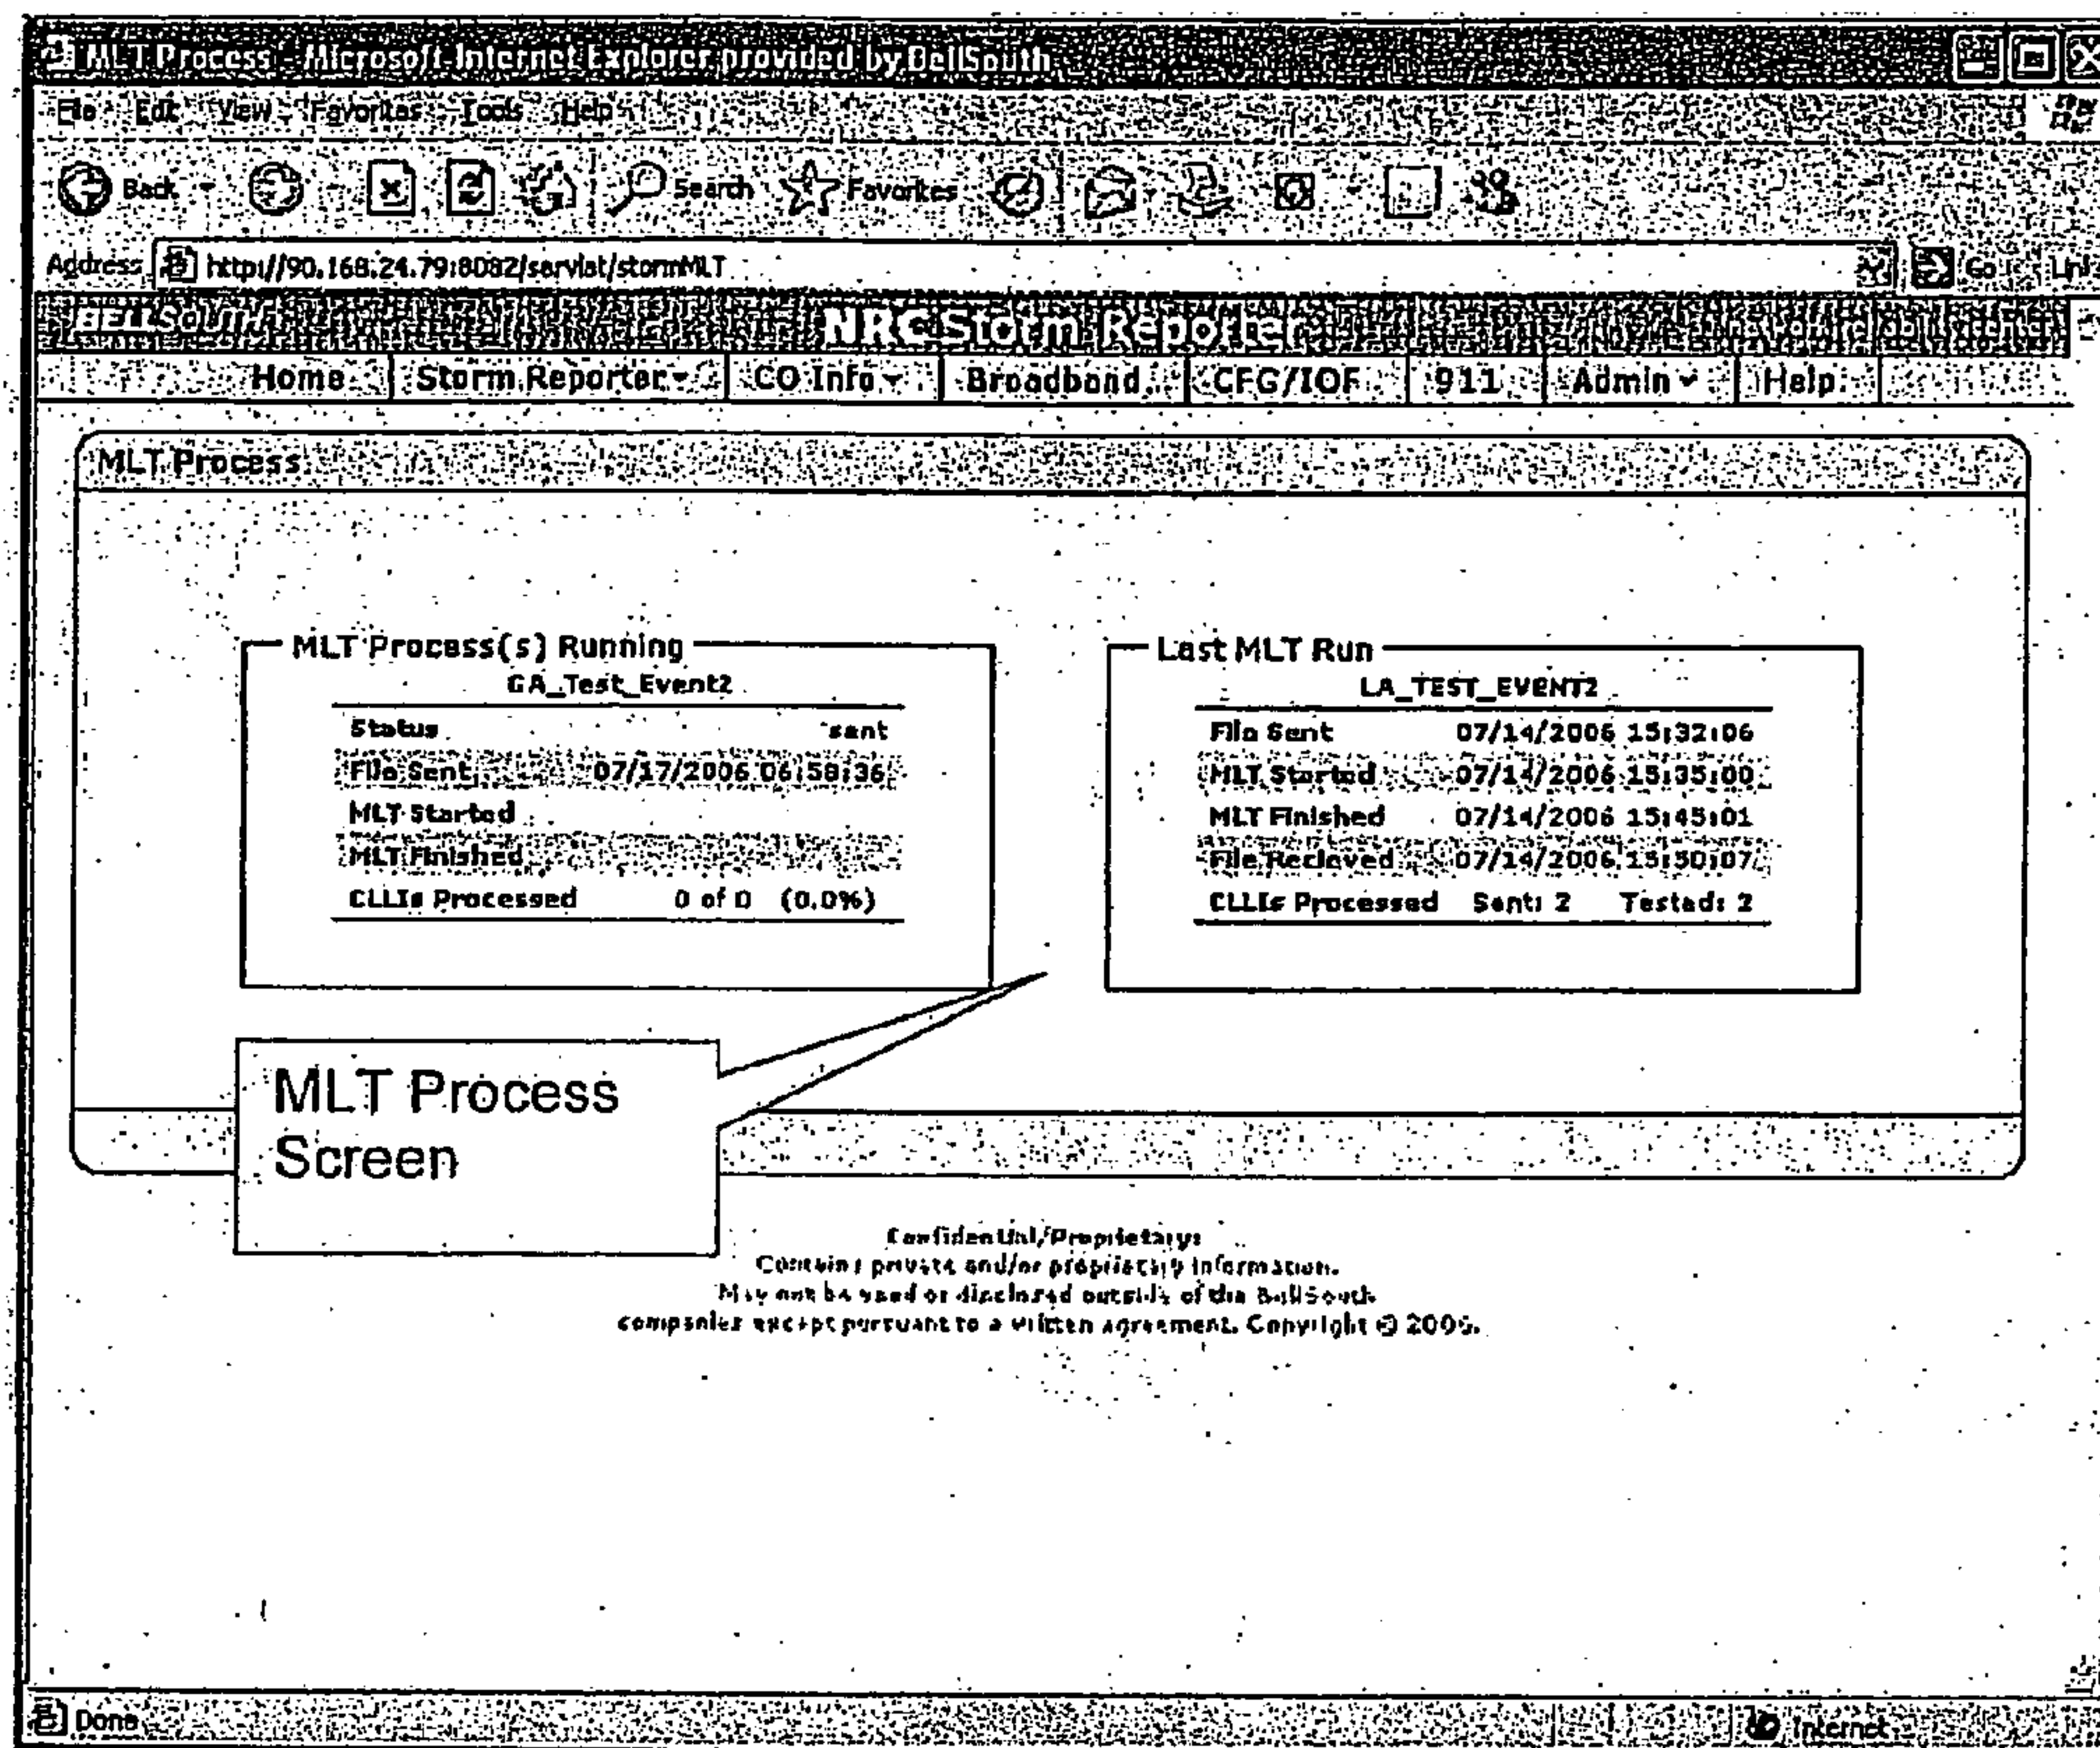 MLT Process - Microsoft Internet Explorer provided by BellSouth
File Edit View Favorites Tools Help
Back Search Favorites
Address http://90.168.24.79:8082/servlet/stormMLT Go
BELLSOUTH NRC Storm Reporter
Home Storm Reporter CO Info Broadband CFG/IOF 911 Admin Help
MLT Process
MLT Process(s) Running
GA_Test_Event2
Status sent
File Sent 07/17/2006 06:58:36
MLT Started
MLT Finished
CLLIs Processed 0 of 0 (0.0%)
Last MLT Run
LA_TEST_EVENT2
File Sent 07/14/2006 15:32:06
MLT Started 07/14/2006 15:35:00
MLT Finished 07/14/2006 15:45:01
File Recieved 07/14/2006 15:50:07
CLLIs Processed Sent: 2 Tested: 2
MLT Process
Screen
Confidential/Proprietary:
Contains private and/or proprietary information.
May not be used or disclosed outside of the BellSouth
companies except pursuant to a written agreement. Copyright © 2006.
Done Internet